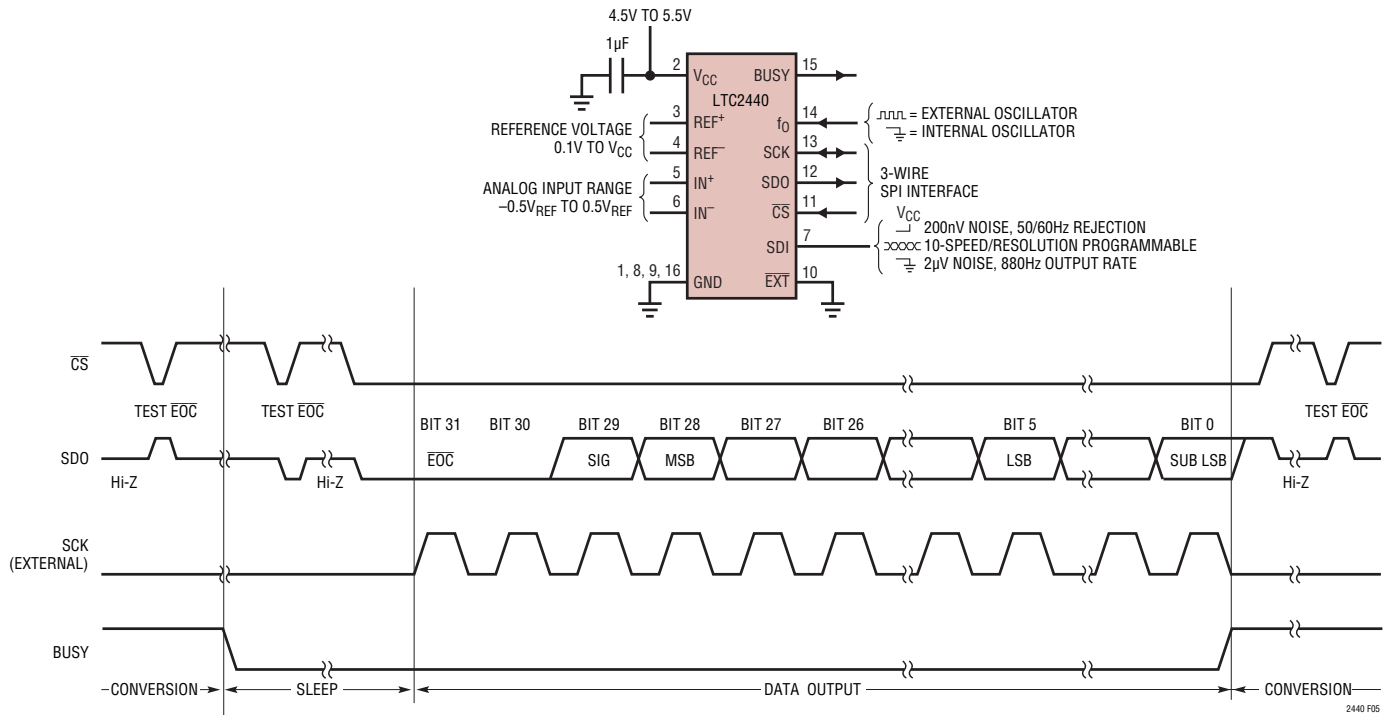 4.5V TO 5.5V
1µF
2 VCC BUSY 15
LTC2440
REFERENCE VOLTAGE
0.1V TO VCC
3 REF+
4 REF–
ANALOG INPUT RANGE
–0.5VREF TO 0.5VREF
5 IN+
6 IN–
1, 8, 9, 16 GND
fO 14
= EXTERNAL OSCILLATOR
= INTERNAL OSCILLATOR
SCK 13
SDO 12
CS 11
3-WIRE
SPI INTERFACE
SDI 7
VCC
200nV NOISE, 50/60Hz REJECTION
10-SPEED/RESOLUTION PROGRAMMABLE
2µV NOISE, 880Hz OUTPUT RATE
EXT 10
CS
TEST EOC TEST EOC TEST EOC
BIT 31 BIT 30 BIT 29 BIT 28 BIT 27 BIT 26 BIT 5 BIT 0
SDO EOC SIG MSB LSB SUB LSB
Hi-Z Hi-Z Hi-Z
SCK
(EXTERNAL)
BUSY
CONVERSION SLEEP DATA OUTPUT CONVERSION
2440 F05